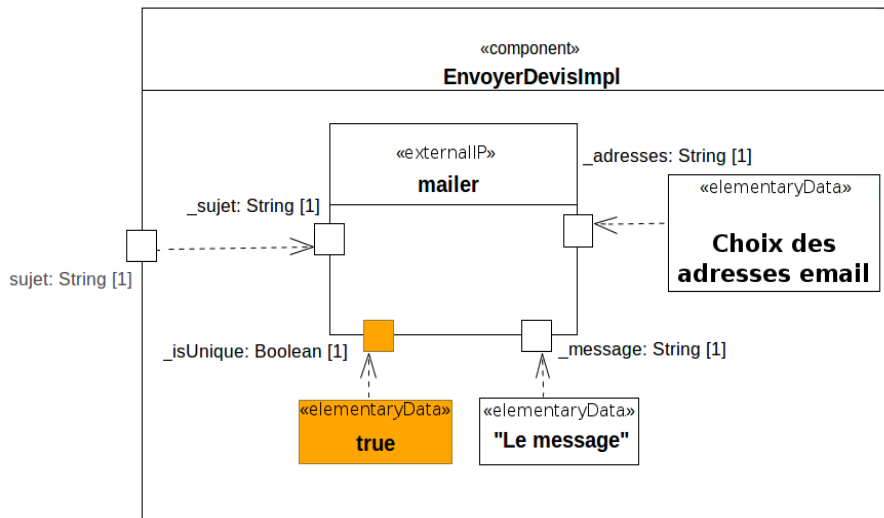 «component»
EnvoyerDevisImpl
«externalIP»
mailer
_adresses: String [1]
«elementaryData»
Choix des
adresses email
_sujet: String [1]
sujet: String [1]
_isUnique: Boolean [1]
_message: String [1]
«elementaryData»
true
«elementaryData»
"Le message"